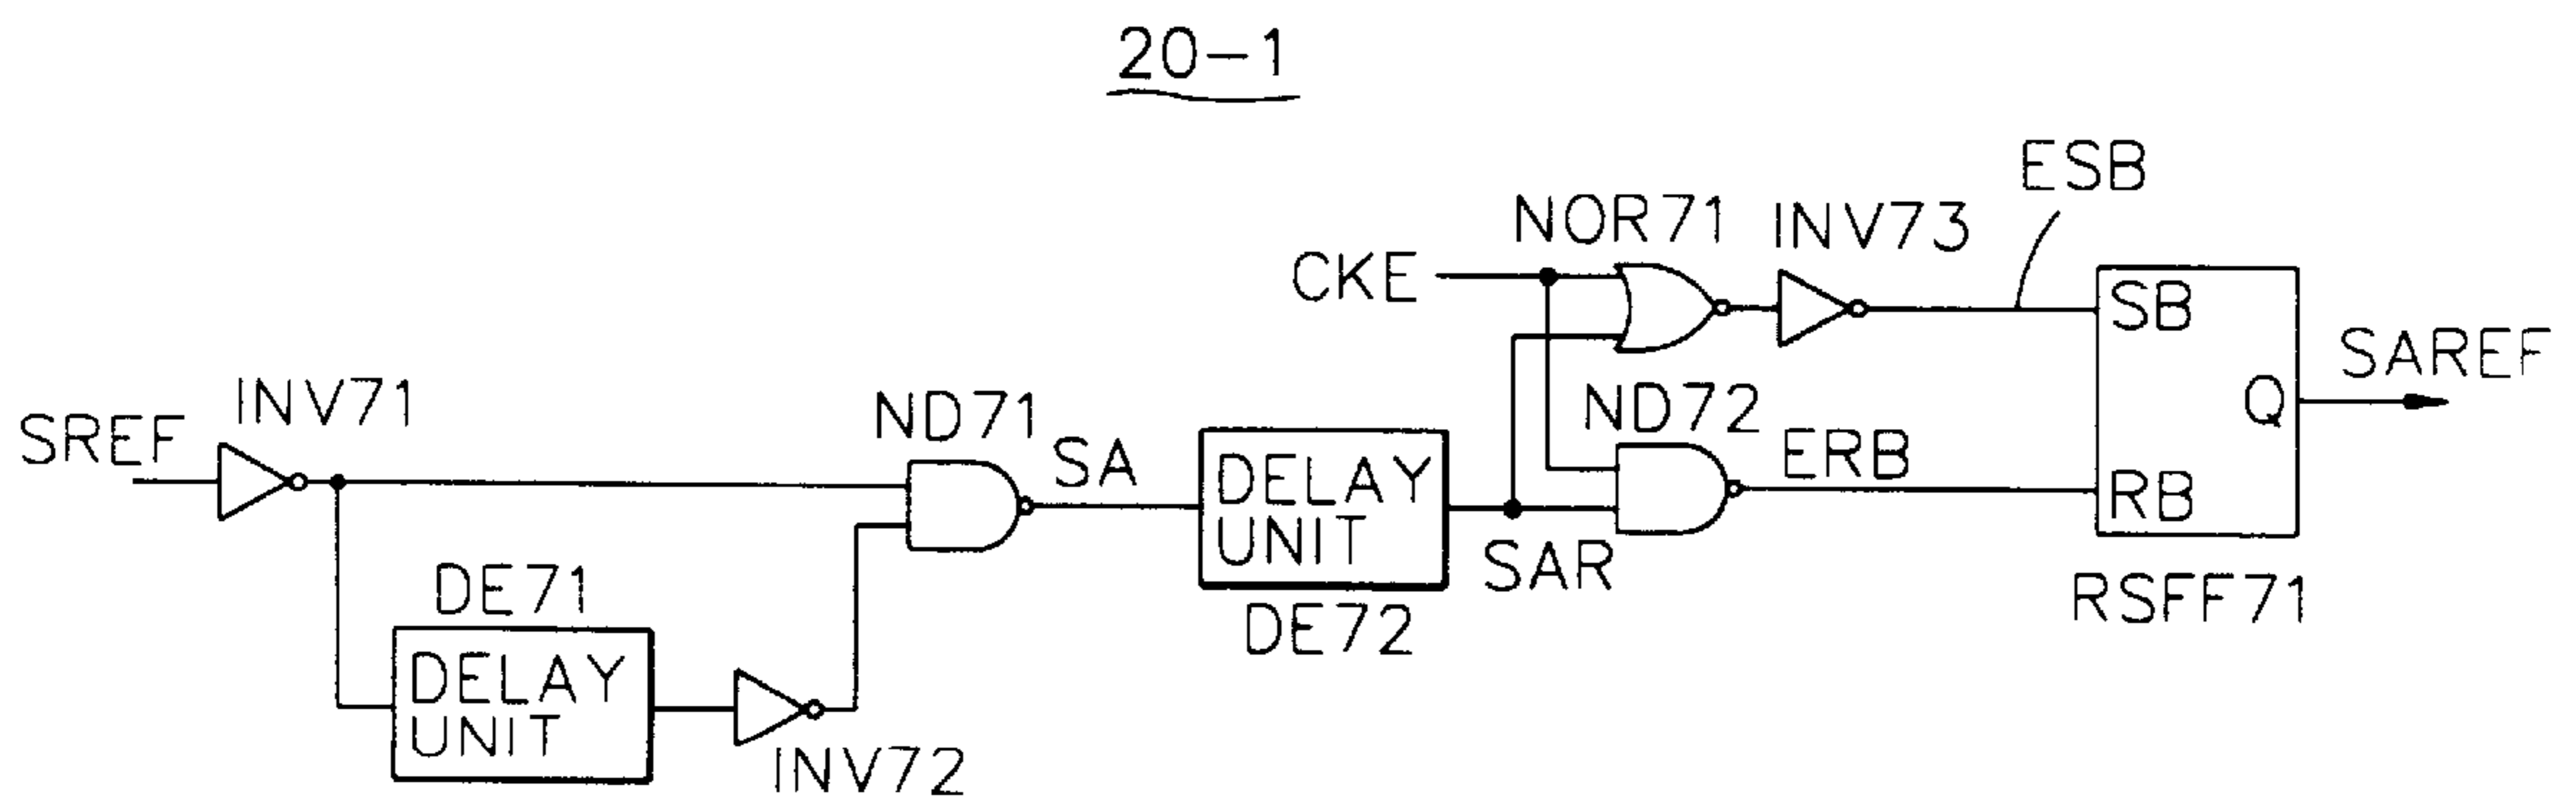 20-1
ESB
NOR71
INV73
CKE
SB
SAREF
INV71
ND71
ND72
Q
SREF
SA
ERB
DELAY
UNIT
RB
SAR
DE71
DE72
RSFF71
DELAY
UNIT
INV72